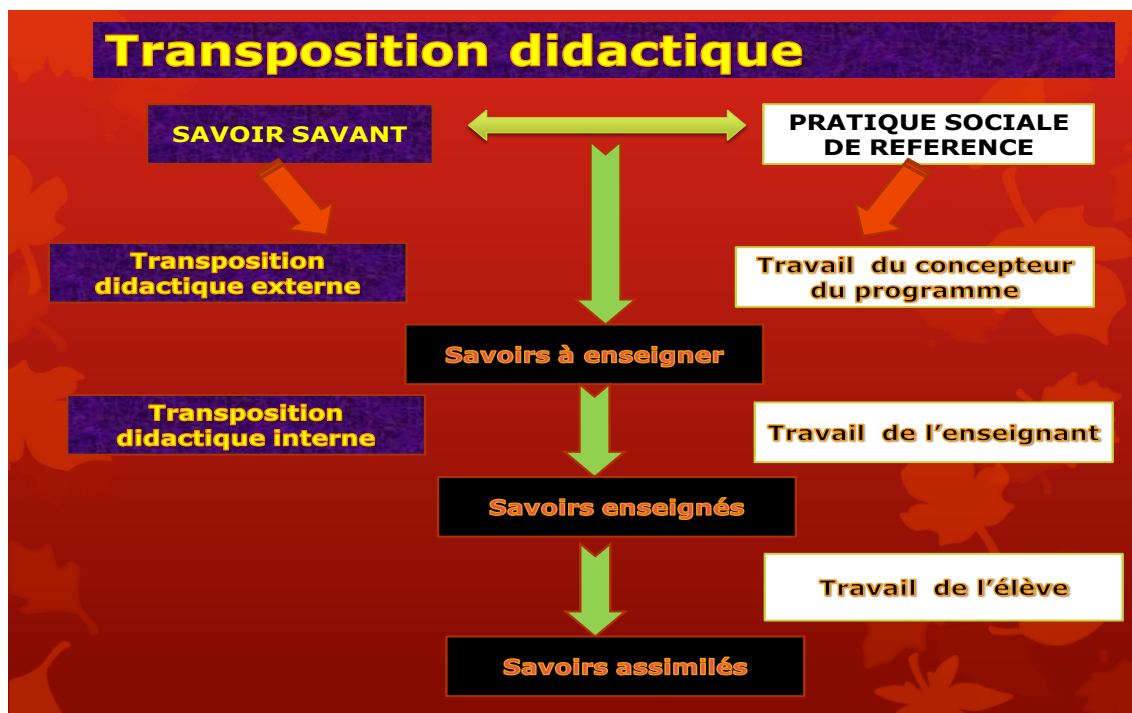 Transposition didactique
SAVOIR SAVANT
PRATIQUE SOCIALE
DE REFERENCE
Transposition
didactique externe
Travail du concepteur
du programme
Savoirs à enseigner
Transposition
didactique interne
Travail de l'enseignant
Savoirs enseignés
Travail de l'élève
Savoirs assimilés